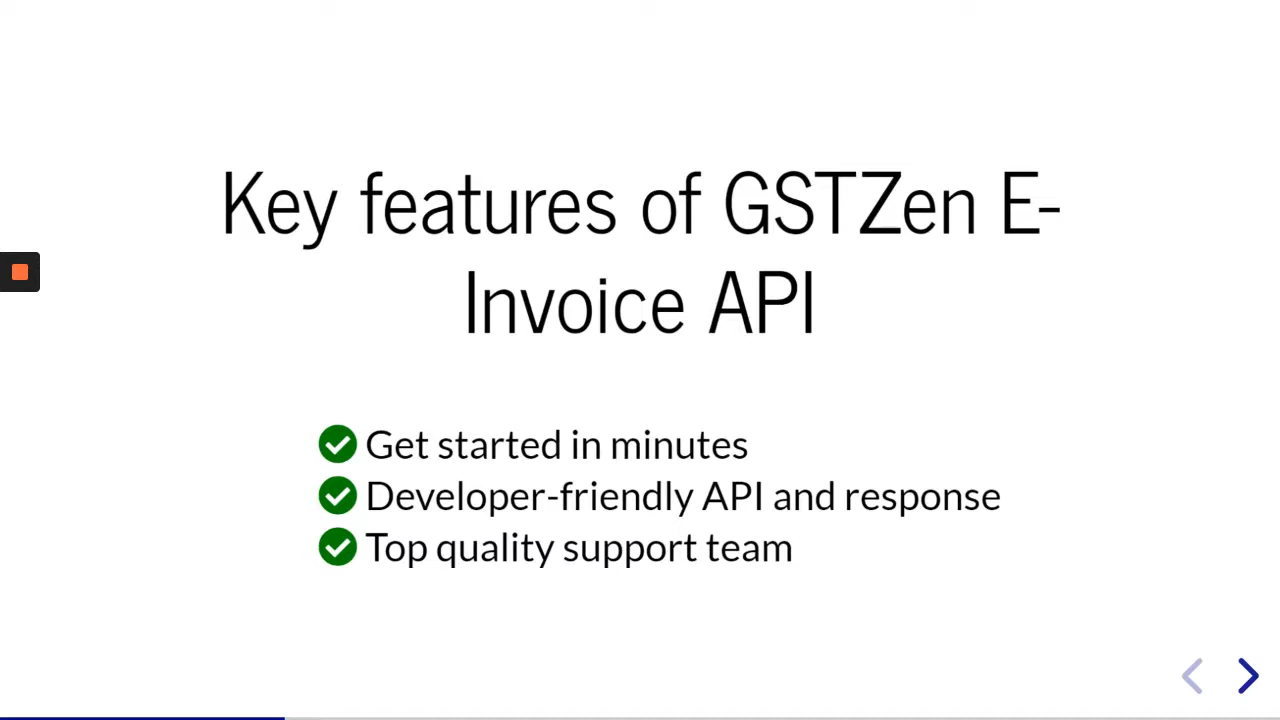 Key features of GSTZen E-
Invoice API
Get started in minutes
Developer-friendly API and response
Top quality support team